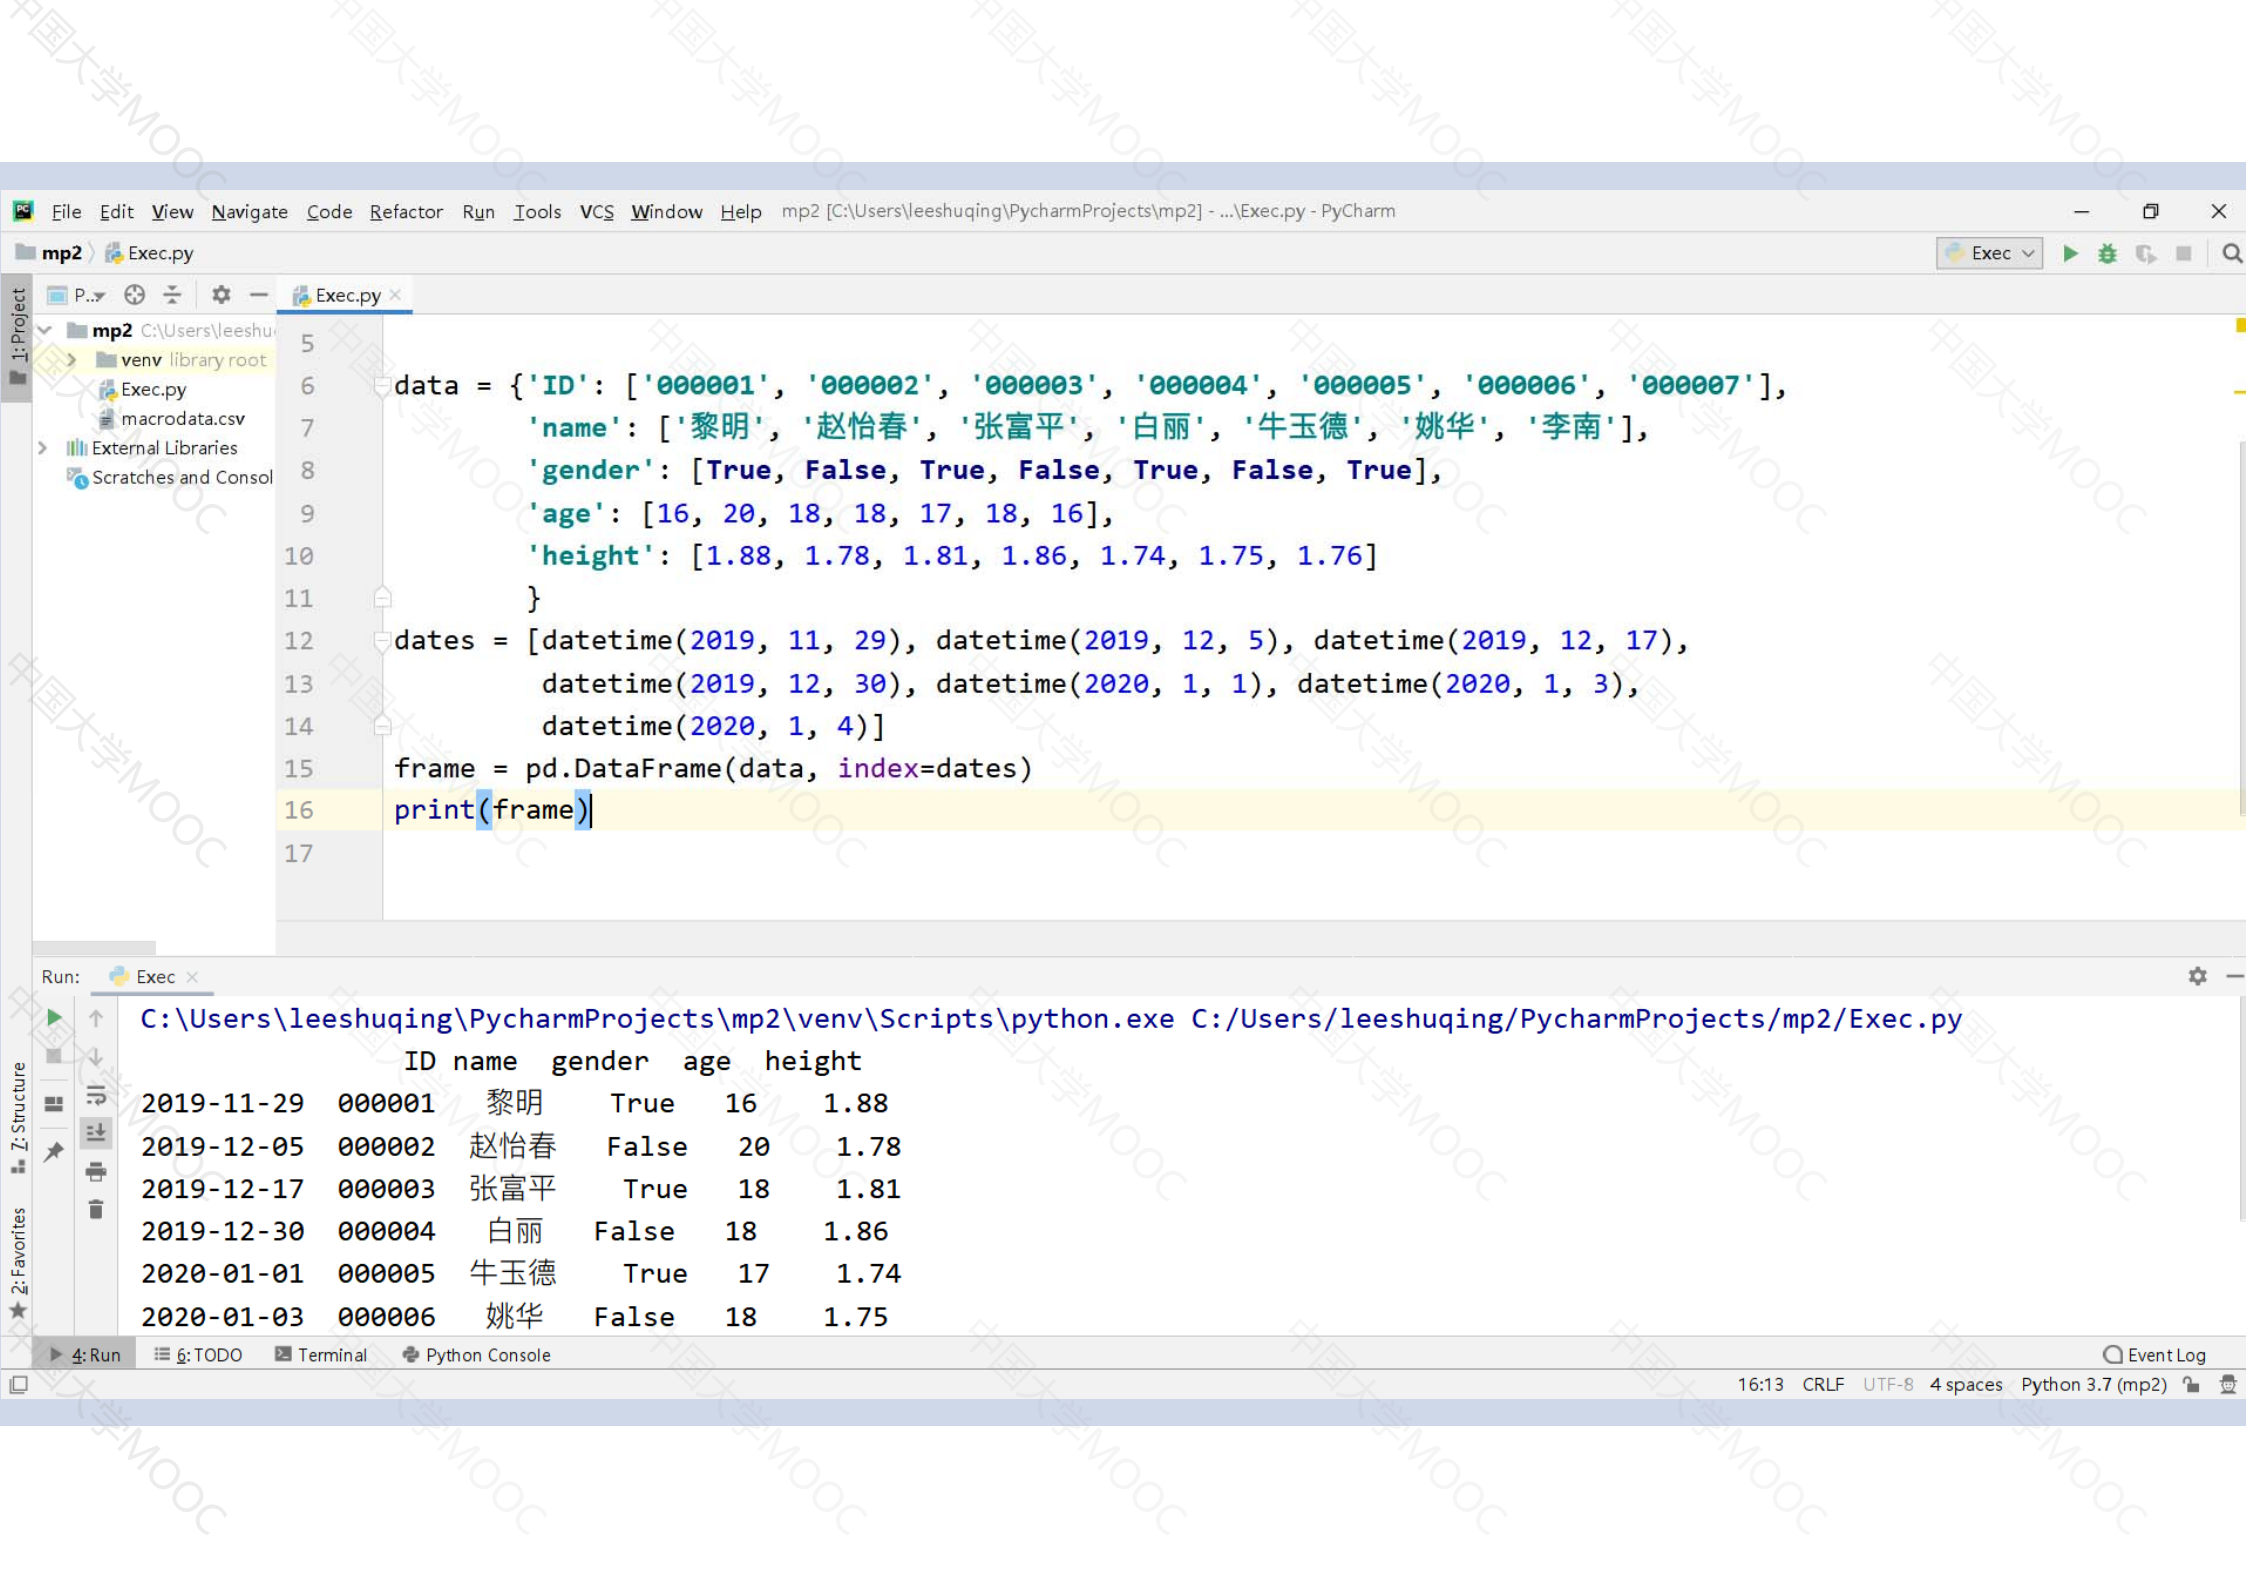 File Edit View Navigate Code Refactor Run Tools VCS Window Help mp2 [C:\Users\leeshuqing\PycharmProjects\mp2] - ...\Exec.py - PyCharm
mp2 Exec.py Exec
P.. Exec.py
1: Project
mp2 C:\Users\leeshu
venv library root
Exec.py
macrodata.csv
External Libraries
Scratches and Consol
5
6 data = {'ID': ['000001', '000002', '000003', '000004', '000005', '000006', '000007'],
7 'name': ['黎明', '赵怡春', '张富平', '白丽', '牛玉德', '姚华', '李南'],
8 'gender': [True, False, True, False, True, False, True],
9 'age': [16, 20, 18, 18, 17, 18, 16],
10 'height': [1.88, 1.78, 1.81, 1.86, 1.74, 1.75, 1.76]
11 }
12 dates = [datetime(2019, 11, 29), datetime(2019, 12, 5), datetime(2019, 12, 17),
13 datetime(2019, 12, 30), datetime(2020, 1, 1), datetime(2020, 1, 3),
14 datetime(2020, 1, 4)]
15 frame = pd.DataFrame(data, index=dates)
16 print(frame)
17
Run: Exec
C:\Users\leeshuqing\PycharmProjects\mp2\venv\Scripts\python.exe C:/Users/leeshuqing/PycharmProjects/mp2/Exec.py
ID name gender age height
2019-11-29 000001 黎明 True 16 1.88
2019-12-05 000002 赵怡春 False 20 1.78
2019-12-17 000003 张富平 True 18 1.81
2019-12-30 000004 白丽 False 18 1.86
2020-01-01 000005 牛玉德 True 17 1.74
2020-01-03 000006 姚华 False 18 1.75
Z: Structure
2: Favorites
4: Run 6: TODO Terminal Python Console Event Log
16:13 CRLF UTF-8 4 spaces Python 3.7 (mp2)
中国大学MOOC